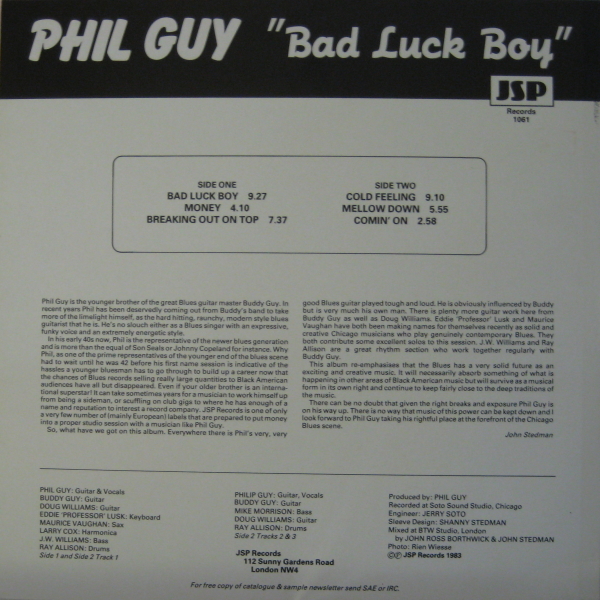 PHIL GUY "Bad Luck Boy"
JSP
Records
1061
SIDE ONE
BAD LUCK BOY 9.27
MONEY 4.10
BREAKING OUT ON TOP 7.37
SIDE TWO
COLD FEELING 9.10
MELLOW DOWN 5.55
COMIN' ON 2.58
Phil Guy is the younger brother of the great Blues guitar master Buddy Guy. In
recent years Phil has been deservedly coming out from Buddy's band to take
more of the limelight himself, as the hard hitting, raunchy, modern style blues
guitarist that he is. He's no slouch either as a Blues singer with an expressive,
funky voice and an extremely energetic style.
In his early 40s now, Phil is the representative of the newer blues generation
and is more than the equal of Son Seals or Johnny Copeland for instance. Why
Phil, as one of the prime representatives of the younger end of the blues scene
had to wait until he was 42 before his first name session is indicative of the
hassles a younger bluesman has to go through to build up a career now that
the chances of Blues records selling really large quantities to Black American
audiences have all but disappeared. Even if your older brother is an interna-
tional superstar! It can take sometimes years for a musician to work himself up
from being a sideman, or scuffling on club gigs to where he has enough of a
name and reputation to interest a record company. JSP Records is one of only
a very few number of (mainly European) labels that are prepared to put money
into a proper studio session with a musician like Phil Guy.
So, what have we got on this album. Everywhere there is Phil's very, very
good Blues guitar played tough and loud. He is obviously influenced by Buddy
but is very much his own man. There is plenty more guitar work here from
Buddy Guy as well as Doug Williams. Eddie 'Professor' Lusk and Maurice
Vaughan have both been making names for themselves recently as solid and
creative Chicago musicians who play genuinely contemporary Blues. They
both contribute some excellent solos to this session. J.W. Williams and Ray
Allison are a great rhythm section who work together regularly with
Buddy Guy.
This album re-emphasises that the Blues has a very solid future as an
exciting and creative music. It will necessarily absorb something of what is
happening in other areas of Black American music but will survive as a musical
form in its own right and continue to keep fairly close to the deep traditions of
the music.
There can be no doubt that given the right breaks and exposure Phil Guy is
on his way up. There is no way that music of this power can be kept down and I
look forward to Phil Guy taking his rightful place at the forefront of the Chicago
Blues scene.
John Stedman
PHIL GUY: Guitar & Vocals
BUDDY GUY: Guitar
DOUG WILLIAMS: Guitar
EDDIE 'PROFESSOR' LUSK: Keyboard
MAURICE VAUGHAN: Sax
LARRY COX: Harmonica
J.W. WILLIAMS: Bass
RAY ALLISON: Drums
Side 1 and Side 2 Track 1
PHILIP GUY: Guitar, Vocals
BUDDY GUY: Guitar
MIKE MORRISON: Bass
DOUG WILLIAMS: Guitar
RAY ALLISON: Drums
Side 2 Tracks 2 & 3
JSP Records
112 Sunny Gardens Road
London NW4
Produced by: PHIL GUY
Recorded at Soto Sound Studio, Chicago
Engineer: JERRY SOTO
Sleeve Design: SHANNY STEDMAN
Mixed at BTW Studio, London
by JOHN ROSS BORTHWICK & JOHN STEDMAN
Photo: Rien Wiesse
©℗ JSP Records 1983
For free copy of catalogue & sample newsletter send SAE or IRC.